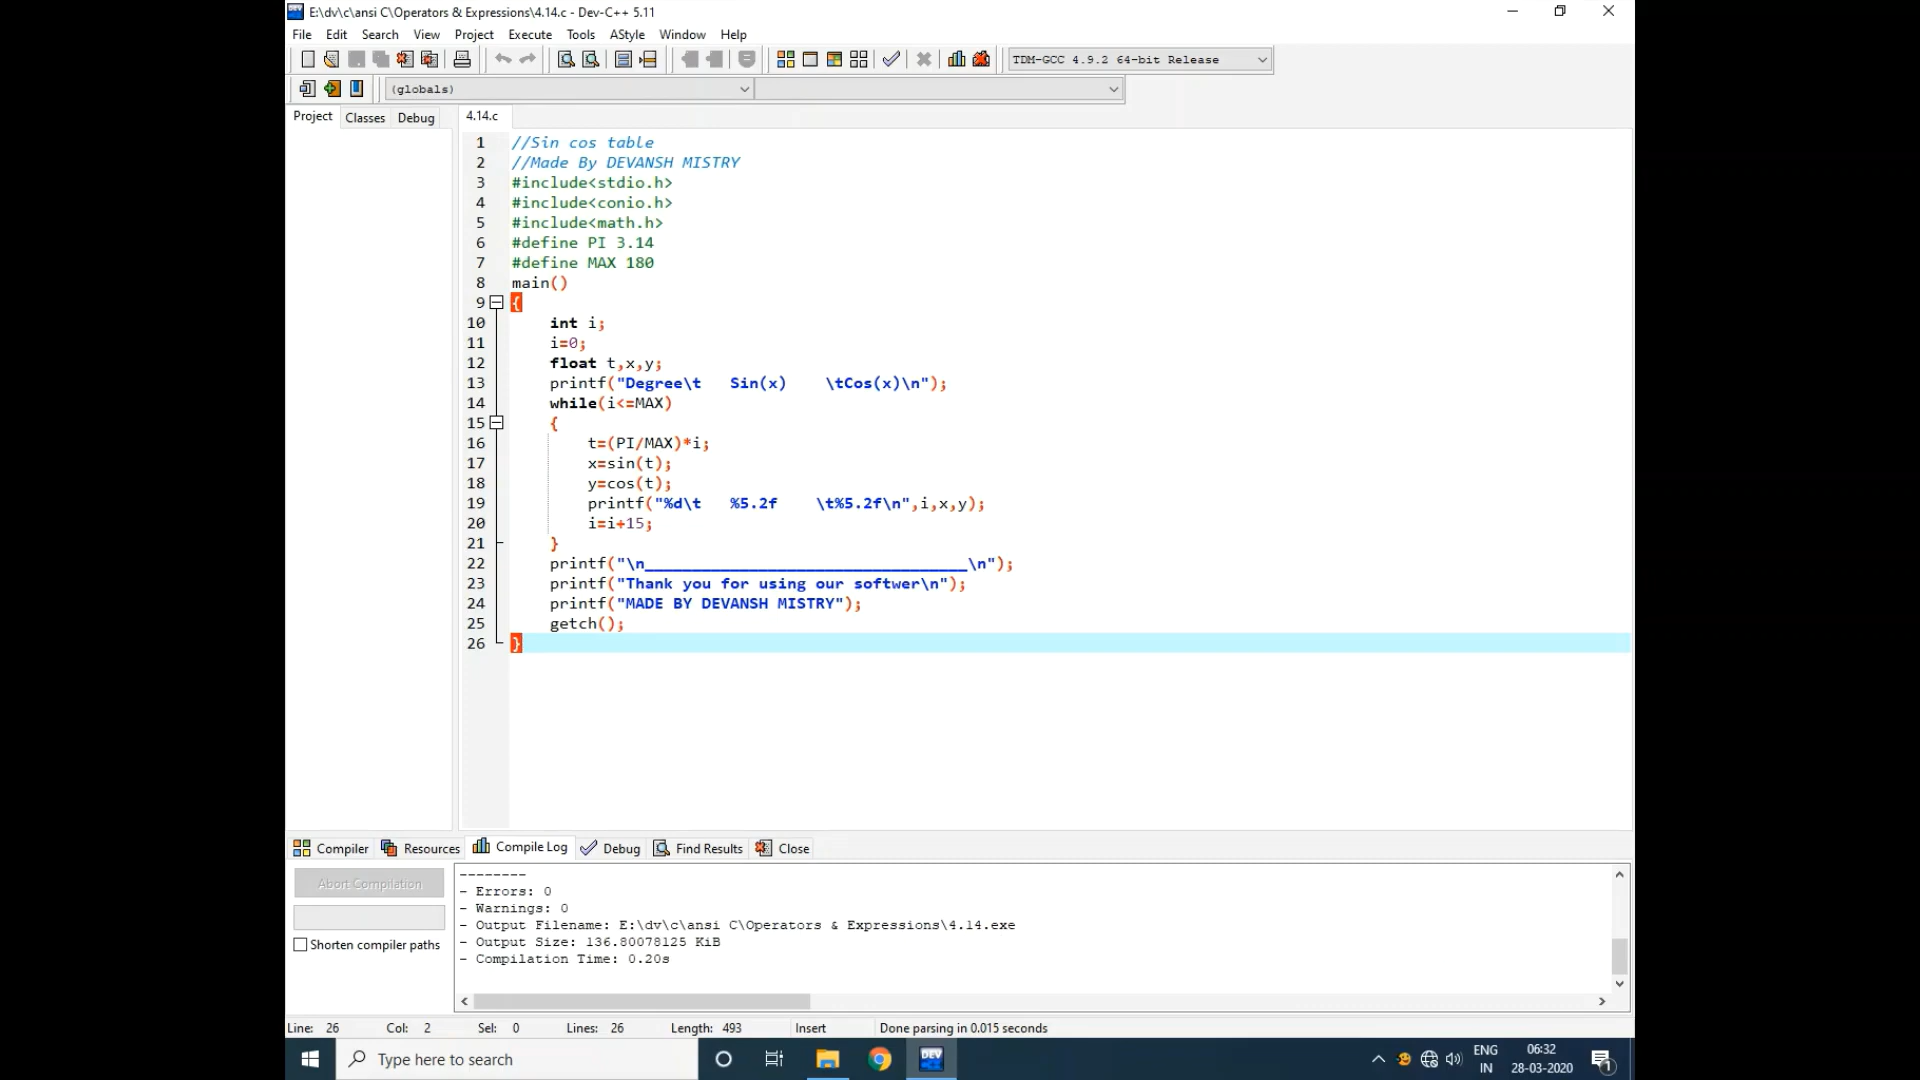 E:\dv\c\ansi C\Operators & Expressions\4.14.c - Dev-C++ 5.11
File Edit Search View Project Execute Tools AStyle Window Help
TDM-GCC 4.9.2 64-bit Release
(globals)
Project Classes Debug 4.14.c
1 //Sin cos table
2 //Made By DEVANSH MISTRY
3 #include<stdio.h>
4 #include<conio.h>
5 #include<math.h>
6 #define PI 3.14
7 #define MAX 180
8 main()
9 {
10 int i;
11 i=0;
12 float t,x,y;
13 printf("Degree\t   Sin(x)    \tCos(x)\n");
14 while(i<=MAX)
15 {
16 t=(PI/MAX)*i;
17 x=sin(t);
18 y=cos(t);
19 printf("%d\t   %5.2f    \t%5.2f\n",i,x,y);
20 i=i+15;
21 }
22 printf("\n__________________________________\n");
23 printf("Thank you for using our softwer\n");
24 printf("MADE BY DEVANSH MISTRY");
25 getch();
26 }
Compiler Resources Compile Log Debug Find Results Close
Abort Compilation
Shorten compiler paths
--------
- Errors: 0
- Warnings: 0
- Output Filename: E:\dv\c\ansi C\Operators & Expressions\4.14.exe
- Output Size: 136.80078125 KiB
- Compilation Time: 0.20s
Line: 26 Col: 2 Sel: 0 Lines: 26 Length: 493 Insert Done parsing in 0.015 seconds
Type here to search
DEV
ENG
IN
06:32
28-03-2020
1